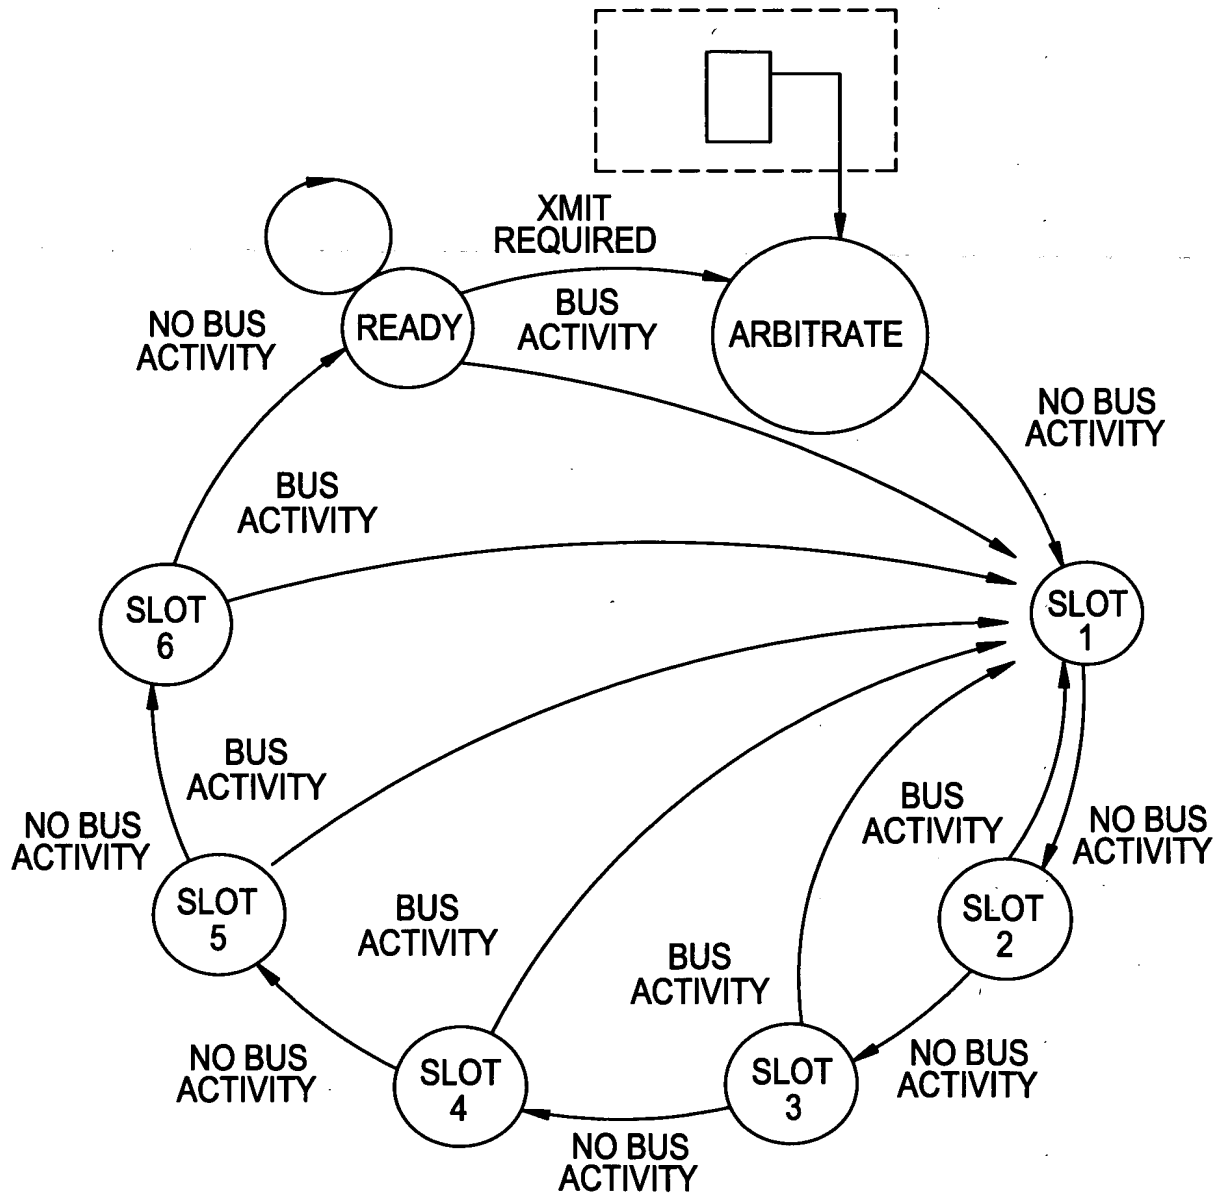 XMIT
REQUIRED
NO BUS
ACTIVITY
READY
BUS
ACTIVITY
ARBITRATE
NO BUS
ACTIVITY
BUS
ACTIVITY
SLOT
6
SLOT
1
BUS
ACTIVITY
NO BUS
ACTIVITY
BUS
ACTIVITY
NO BUS
ACTIVITY
SLOT
5
BUS
ACTIVITY
SLOT
2
BUS
ACTIVITY
NO BUS
ACTIVITY
SLOT
4
SLOT
3
NO BUS
ACTIVITY
NO BUS
ACTIVITY